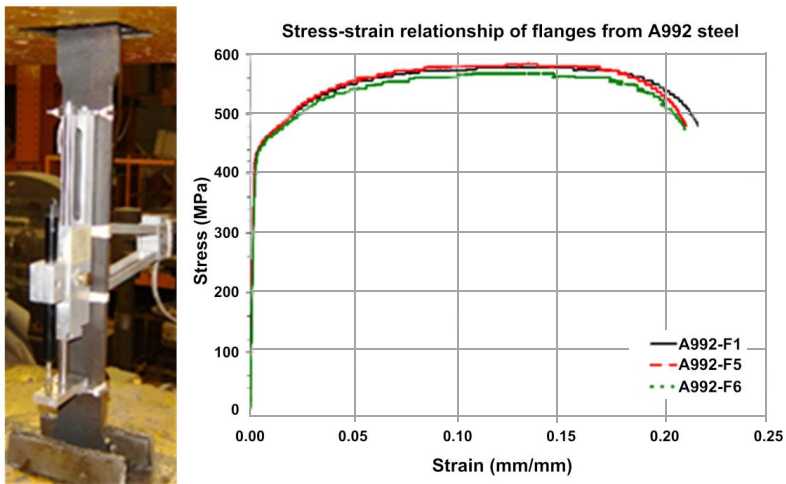 Stress-strain relationship of flanges from A992 steel
Stress (MPa)
600
500
400
300
200
100
0
0.00 0.05 0.10 0.15 0.20 0.25
Strain (mm/mm)
A992-F1
A992-F5
A992-F6